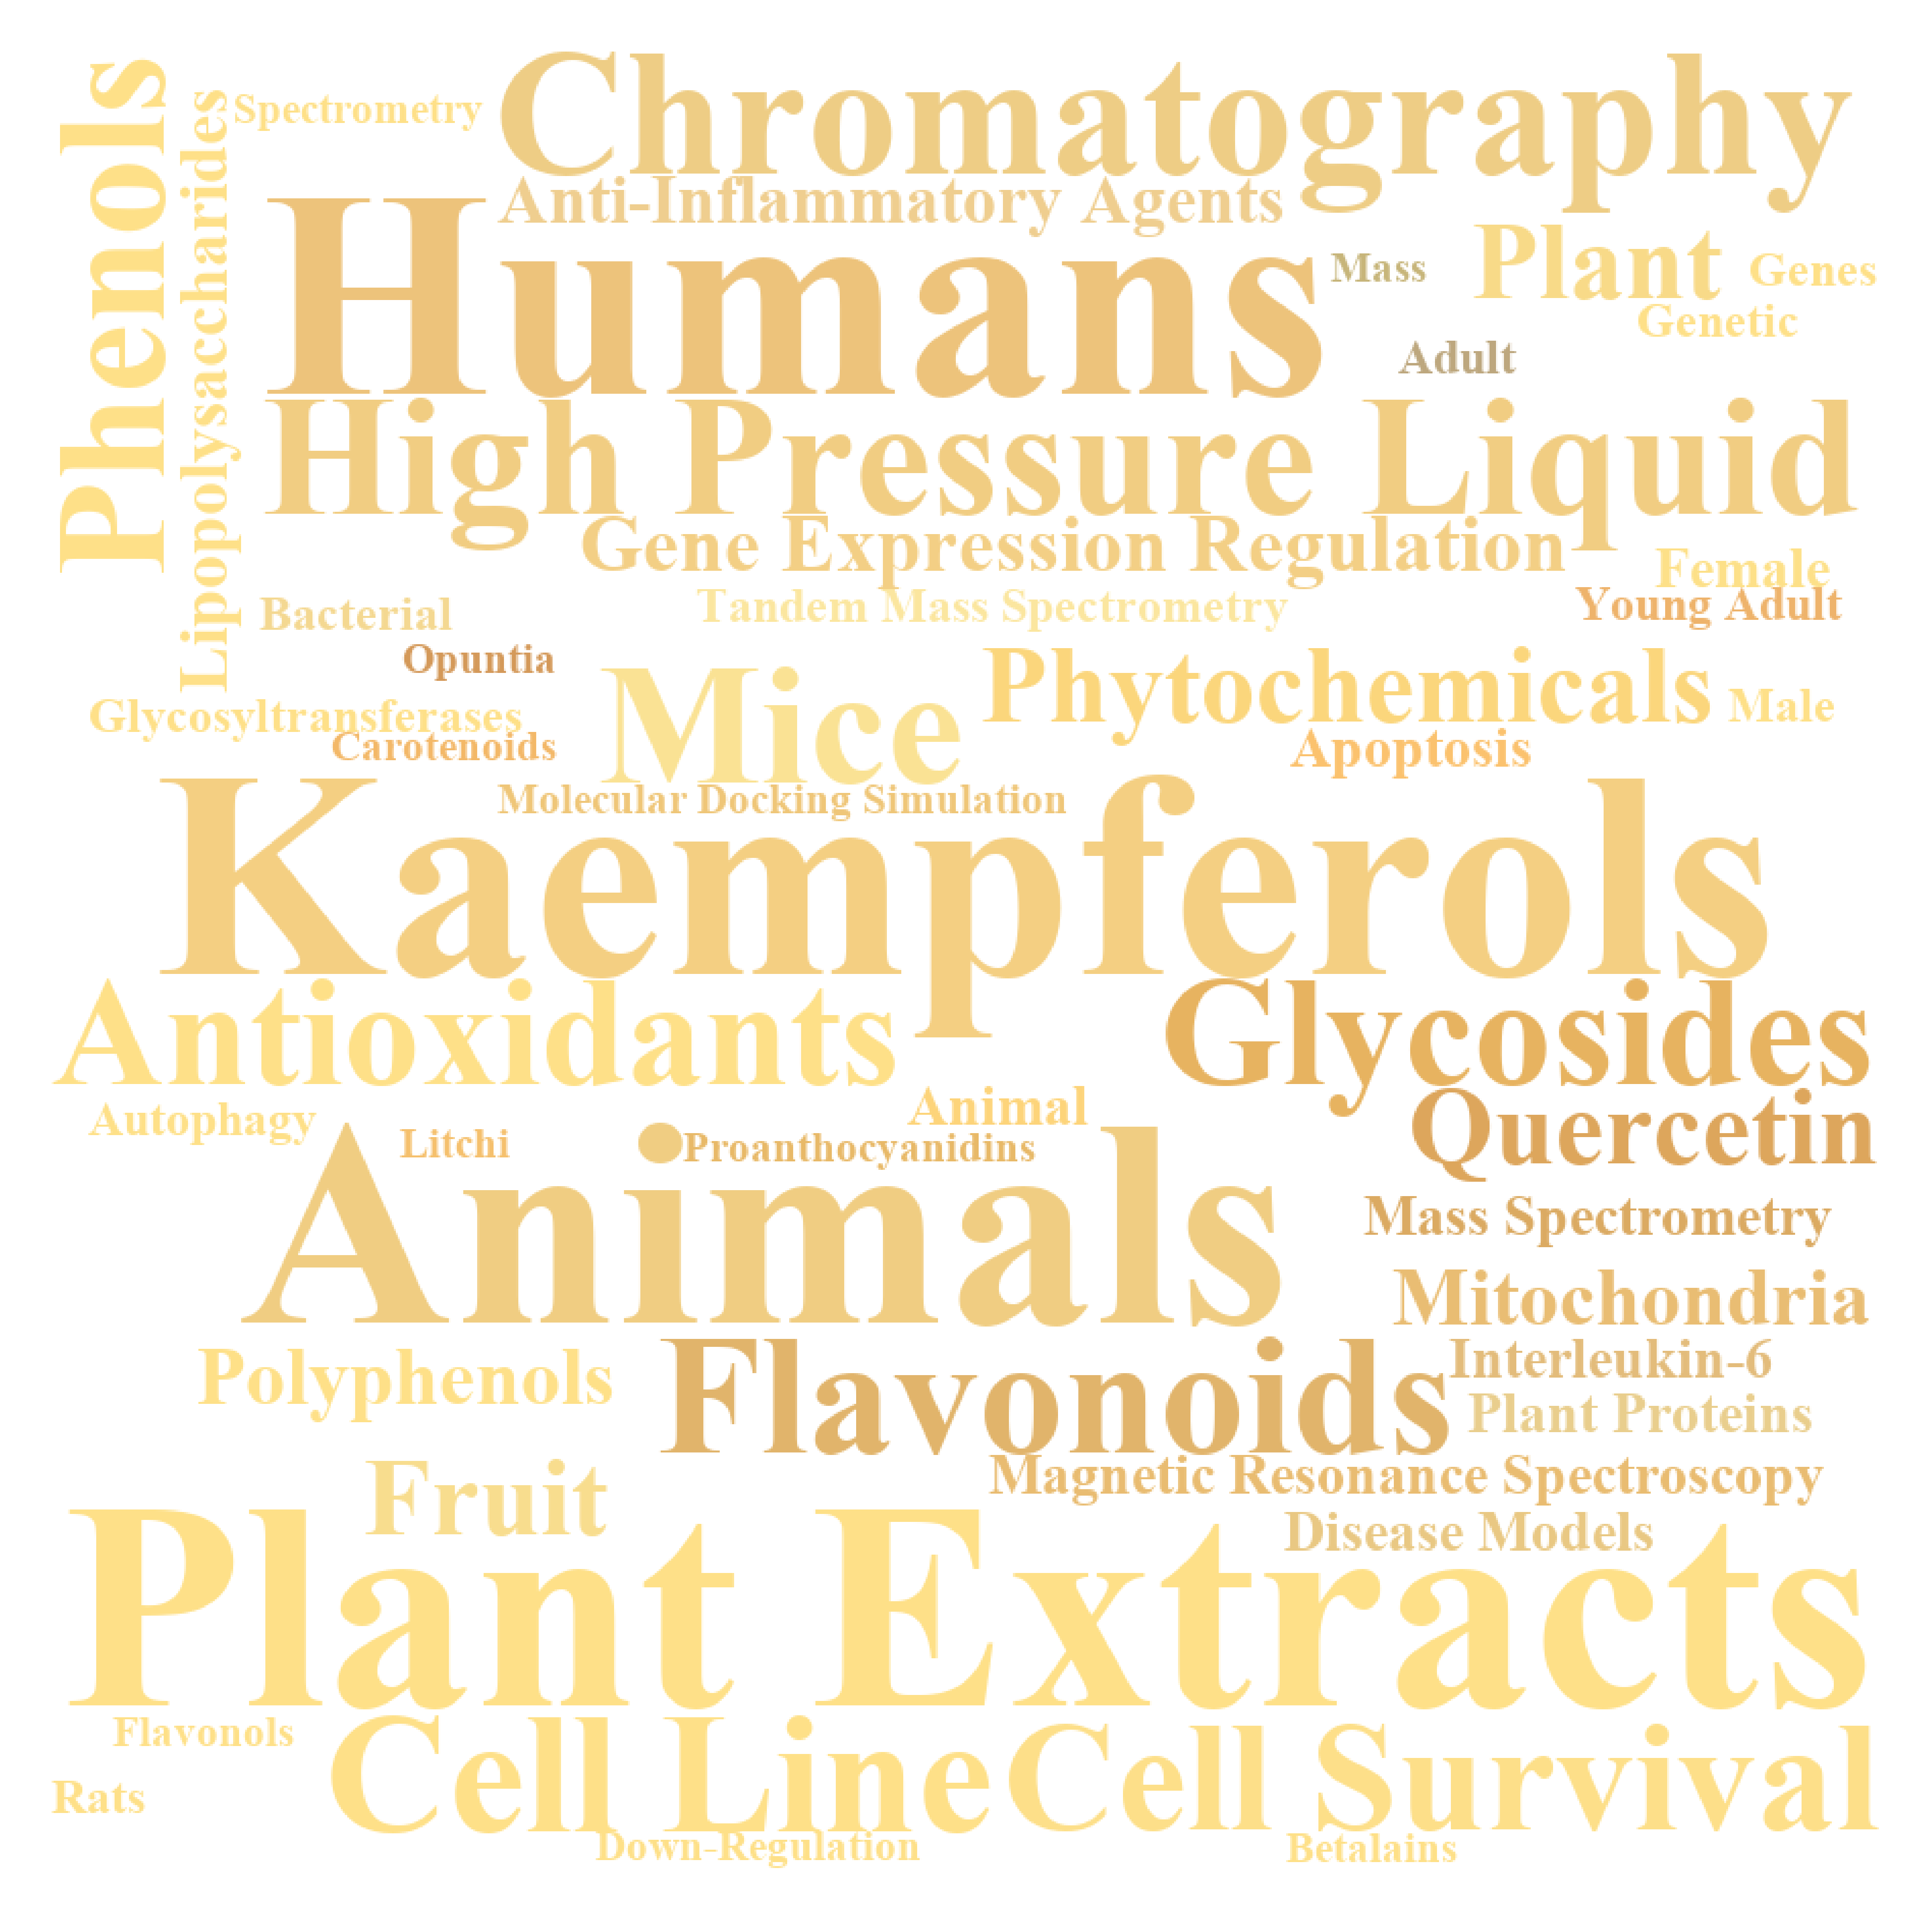 Phenols
Lipopolysaccharides
Spectrometry
Chromatography
Anti-Inflammatory Agents
Humans
Mass
Plant
Genes
Genetic
Adult
High Pressure Liquid
Gene Expression Regulation
Female
Bacterial
Tandem Mass Spectrometry
Young Adult
Opuntia
Mice
Phytochemicals
Male
Glycosyltransferases
Carotenoids
Apoptosis
Molecular Docking Simulation
Kaempferols
Antioxidants
Glycosides
Autophagy
Animal
Quercetin
Litchi
Proanthocyanidins
Animals
Mass Spectrometry
Mitochondria
Polyphenols
Flavonoids
Interleukin-6
Plant Proteins
Fruit
Magnetic Resonance Spectroscopy
Disease Models
Plant Extracts
Flavonols
Cell Line
Cell Survival
Rats
Down-Regulation
Betalains